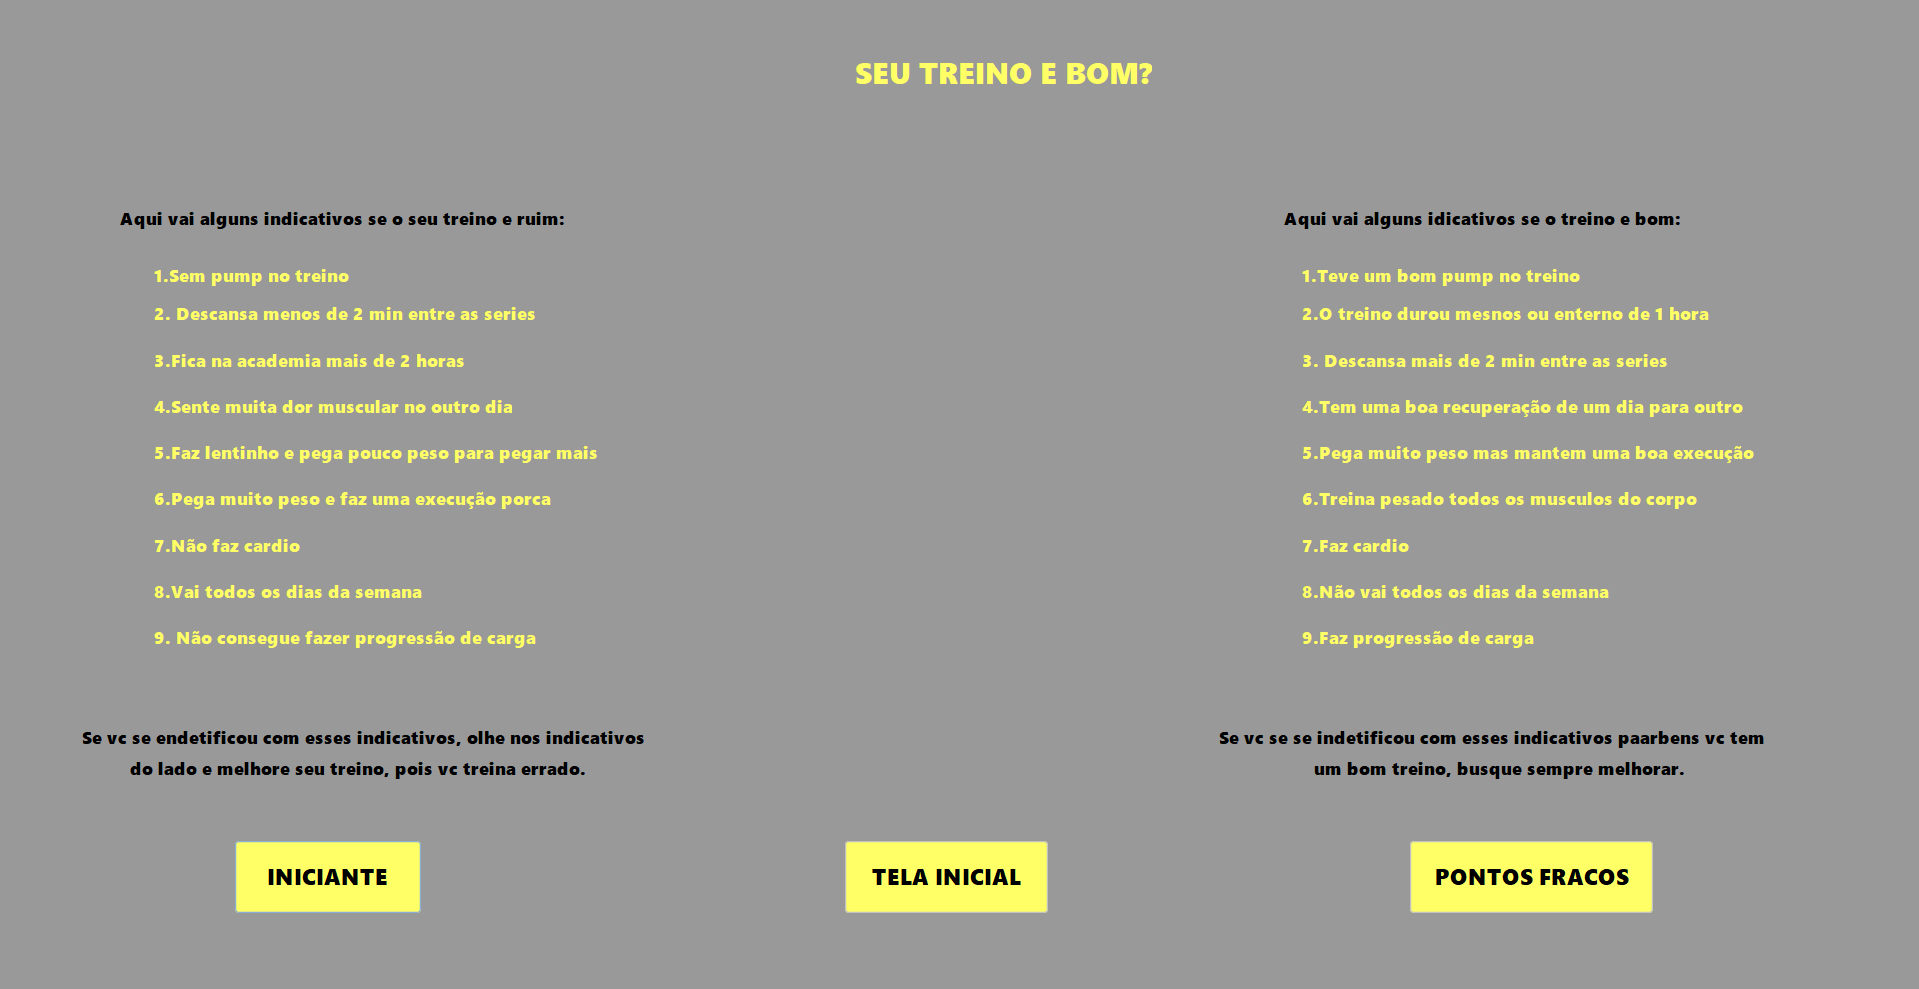 SEU TREINO E BOM?
Aqui vai alguns indicativos se o seu treino e ruim:
1.Sem pump no treino
2. Descansa menos de 2 min entre as series
3.Fica na academia mais de 2 horas
4.Sente muita dor muscular no outro dia
5.Faz lentinho e pega pouco peso para pegar mais
6.Pega muito peso e faz uma execução porca
7.Não faz cardio
8.Vai todos os dias da semana
9. Não consegue fazer progressão de carga
Se vc se endetificou com esses indicativos, olhe nos indicativos
do lado e melhore seu treino, pois vc treina errado.
Aqui vai alguns idicativos se o treino e bom:
1.Teve um bom pump no treino
2.O treino durou mesnos ou enterno de 1 hora
3. Descansa mais de 2 min entre as series
4.Tem uma boa recuperação de um dia para outro
5.Pega muito peso mas mantem uma boa execução
6.Treina pesado todos os musculos do corpo
7.Faz cardio
8.Não vai todos os dias da semana
9.Faz progressão de carga
Se vc se se indetificou com esses indicativos paarbens vc tem
um bom treino, busque sempre melhorar.
INICIANTE
TELA INICIAL
PONTOS FRACOS